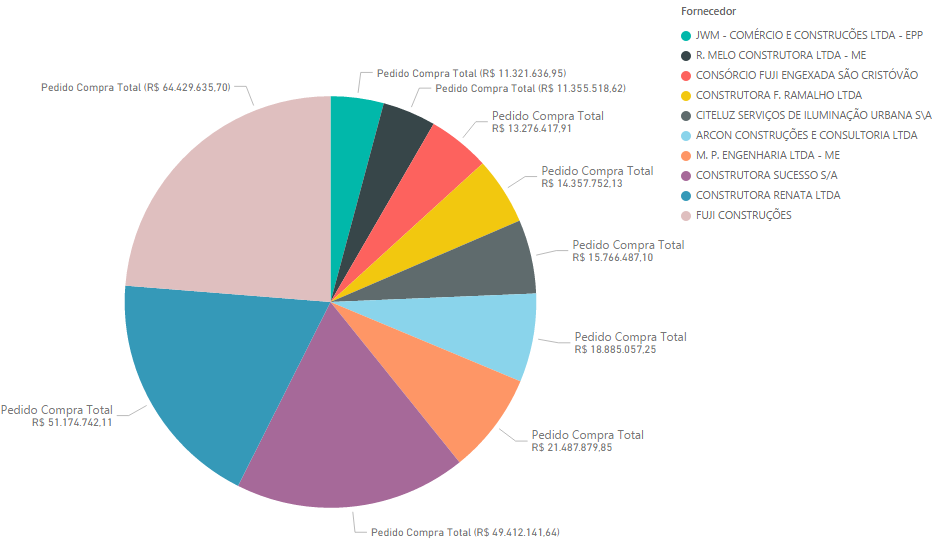 Fornecedor
JWM - COMÉRCIO E CONSTRUCÕES LTDA - EPP
R. MELO CONSTRUTORA LTDA - ME
CONSÓRCIO FUJI ENGEXADA SÃO CRISTÓVÃO
CONSTRUTORA F. RAMALHO LTDA
CITELUZ SERVIÇOS DE ILUMINAÇÃO URBANA S\A
ARCON CONSTRUÇÕES E CONSULTORIA LTDA
M. P. ENGENHARIA LTDA - ME
CONSTRUTORA SUCESSO S/A
CONSTRUTORA RENATA LTDA
FUJI CONSTRUÇÕES
Pedido Compra Total (R$ 11.321.636,95)
Pedido Compra Total (R$ 11.355.518,62)
Pedido Compra Total
R$ 13.276.417,91
Pedido Compra Total
R$ 14.357.752,13
Pedido Compra Total
R$ 15.766.487,10
Pedido Compra Total
R$ 18.885.057,25
Pedido Compra Total
R$ 21.487.879,85
Pedido Compra Total (R$ 49.412.141,64)
Pedido Compra Total
R$ 51.174.742,11
Pedido Compra Total (R$ 64.429.635,70)